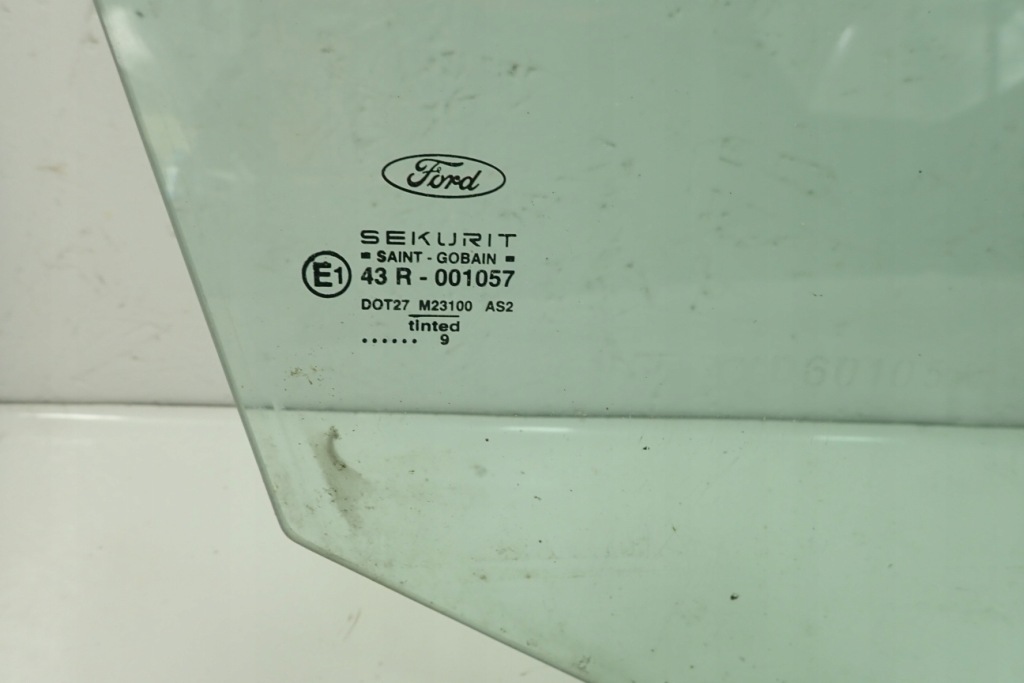 Ford
SEKURIT
SAINT - GOBAIN
E1 43 R - 001057
DOT27 M23100 AS2
tInted
...... 9